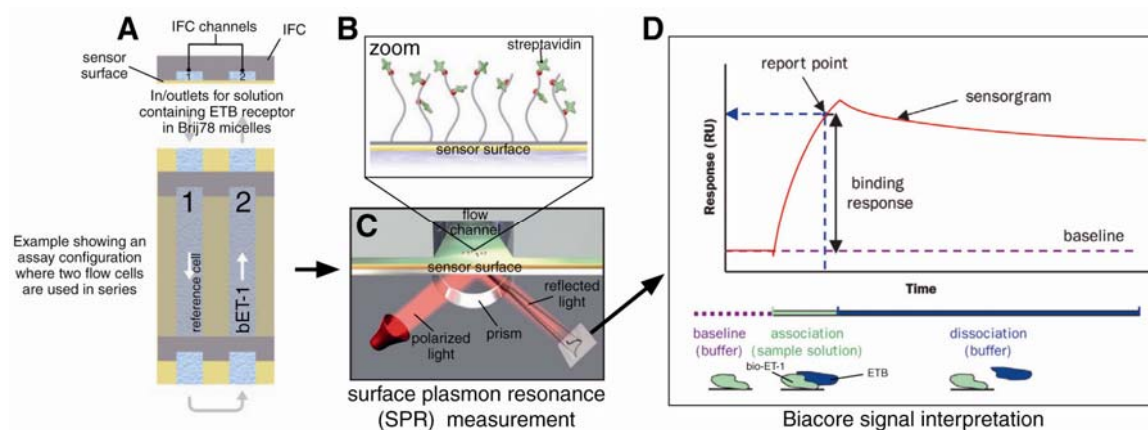 A
IFC channels
IFC
sensor
surface
1
2
In/outlets for solution
containing ETB receptor
in Brij78 micelles
1
2
Example showing an
assay configuration
where two flow cells
are used in series
reference cell
bET-1
B
zoom
streptavidin
sensor surface
C
flow
channel
sensor surface
reflected
light
prism
polarized
light
surface plasmon resonance
(SPR) measurement
D
report point
sensorgram
Response (RU)
binding
response
baseline
Time
baseline
(buffer)
association
(sample solution)
dissociation
(buffer)
bio-ET-1
ETB
Biacore signal interpretation